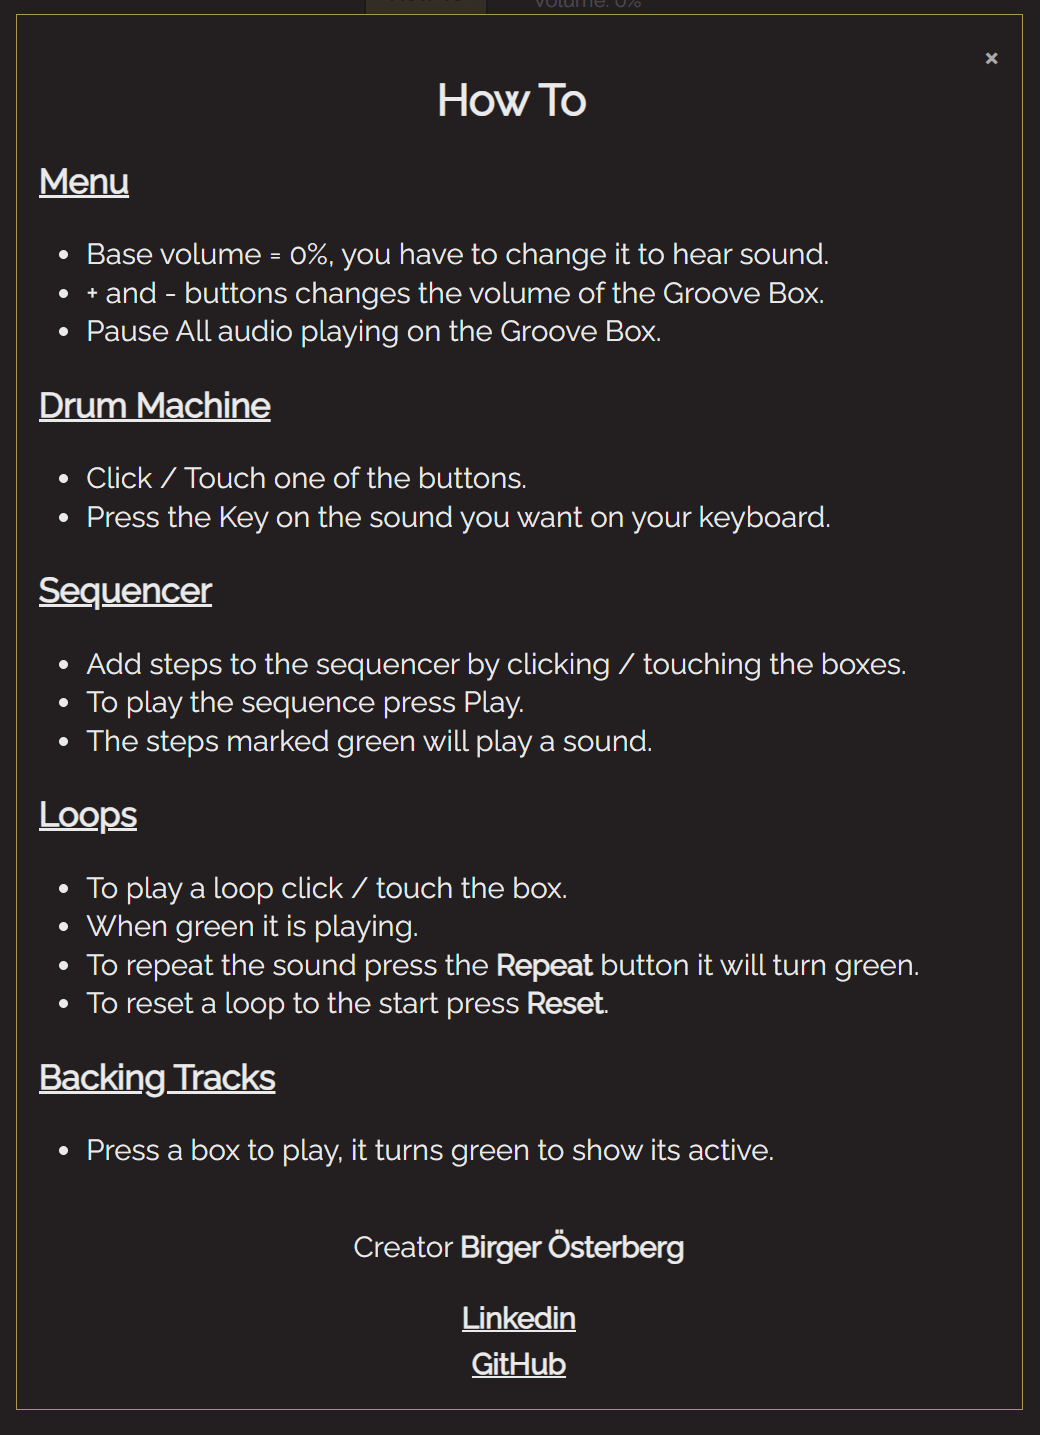 Volume: 0%
×
How To
Menu
• Base volume = 0%, you have to change it to hear sound.
• + and - buttons changes the volume of the Groove Box.
• Pause All audio playing on the Groove Box.
Drum Machine
• Click / Touch one of the buttons.
• Press the Key on the sound you want on your keyboard.
Sequencer
• Add steps to the sequencer by clicking / touching the boxes.
• To play the sequence press Play.
• The steps marked green will play a sound.
Loops
• To play a loop click / touch the box.
• When green it is playing.
• To repeat the sound press the Repeat button it will turn green.
• To reset a loop to the start press Reset.
Backing Tracks
• Press a box to play, it turns green to show its active.
Creator Birger Österberg
Linkedin
GitHub